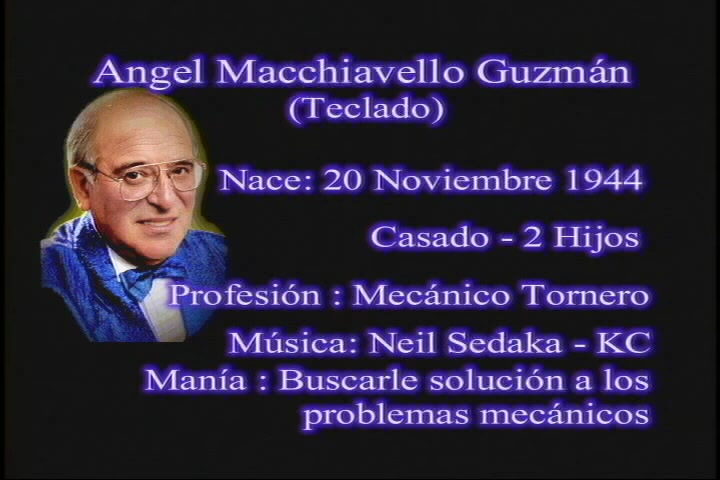 Angel Macchiavello Guzmán
(Teclado)
Nace: 20 Noviembre 1944
Casado - 2 Hijos
Profesión : Mecánico Tornero
Música: Neil Sedaka - KC
Manía : Buscarle solución a los
problemas mecánicos